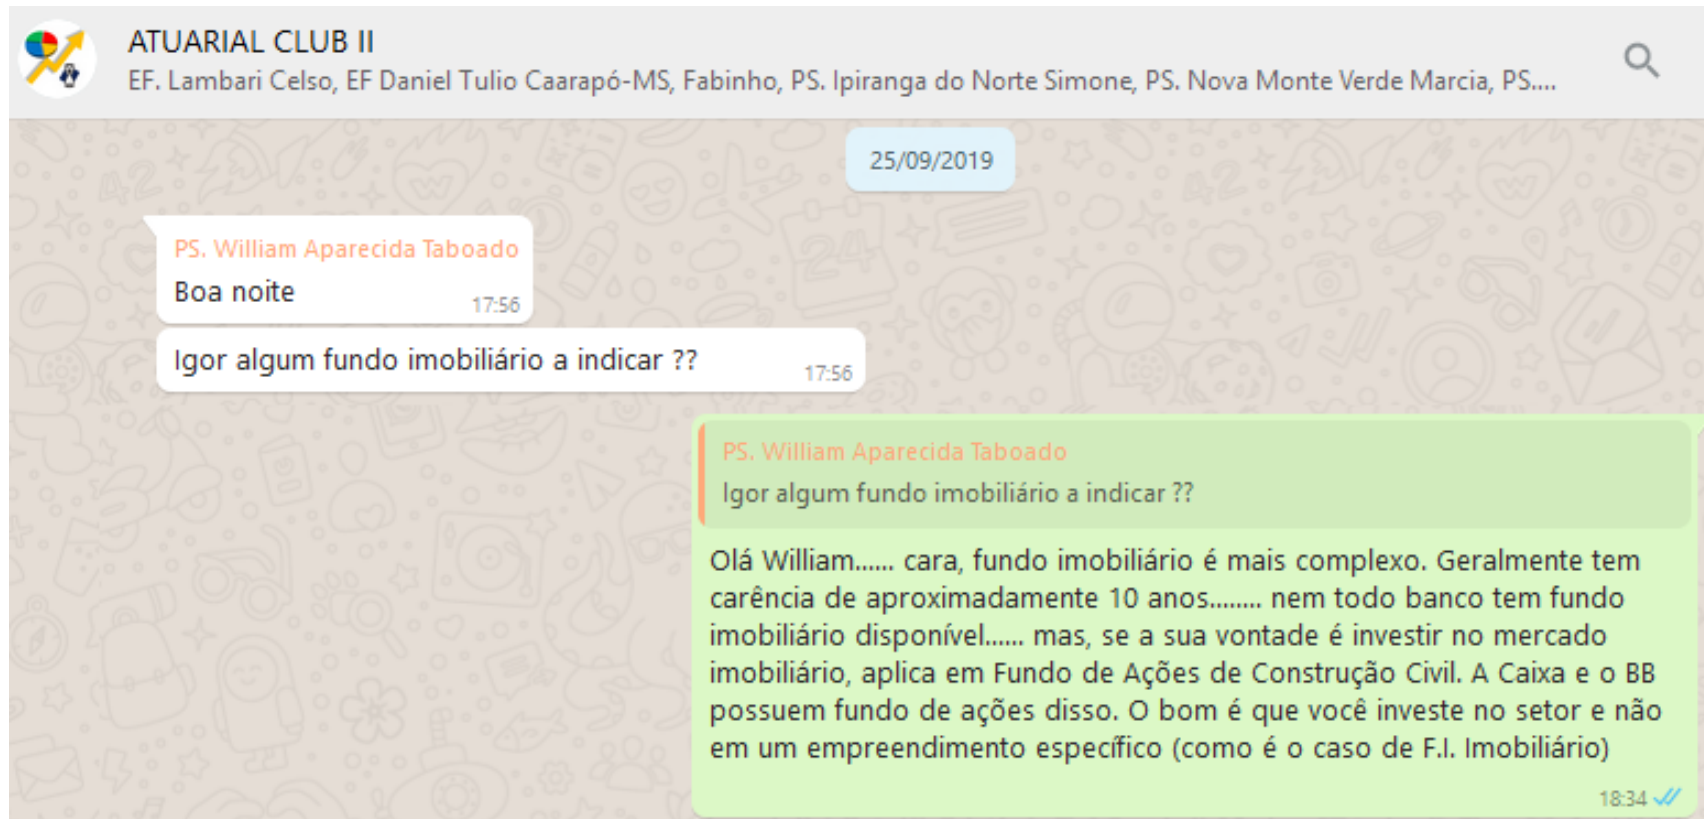 ATUARIAL CLUB II
EF. Lambari Celso, EF Daniel Tulio Caarapó-MS, Fabinho, PS. Ipiranga do Norte Simone, PS. Nova Monte Verde Marcia, PS....
25/09/2019
PS. William Aparecida Taboado
Boa noite
17:56
Igor algum fundo imobiliário a indicar ??
17:56
PS. William Aparecida Taboado
Igor algum fundo imobiliário a indicar ??
Olá William...... cara, fundo imobiliário é mais complexo. Geralmente tem
carência de aproximadamente 10 anos........ nem todo banco tem fundo
imobiliário disponível...... mas, se a sua vontade é investir no mercado
imobiliário, aplica em Fundo de Ações de Construção Civil. A Caixa e o BB
possuem fundo de ações disso. O bom é que você investe no setor e não
em um empreendimento específico (como é o caso de F.I. Imobiliário)
18:34